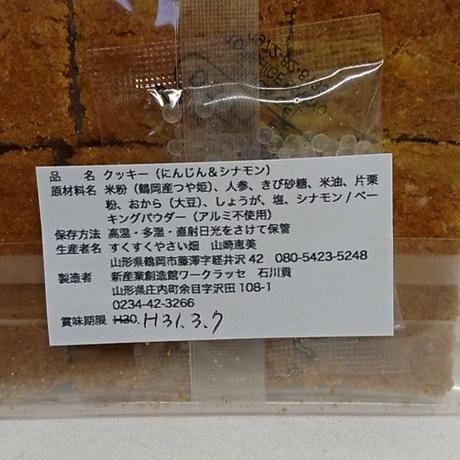 品　名 クッキー（にんじん＆シナモン）
原材料名 米粉（鶴岡産つや姫）、人参、きび砂糖、米油、片栗
粉、おから（大豆）、しょうが、塩、シナモン / ベー
キングパウダー（アルミ不使用）
保存方法 高温・多湿・直射日光をさけて保管
生産者名 すくすくやさい畑　山崎恵美
山形県鶴岡市藤澤字軽井沢 42　080-5423-5248
製造者 新産業創造館ワークラッセ　石川貢
山形県庄内町余目字沢田 108-1
0234-42-3266
賞味期限 H30. H31.3.7